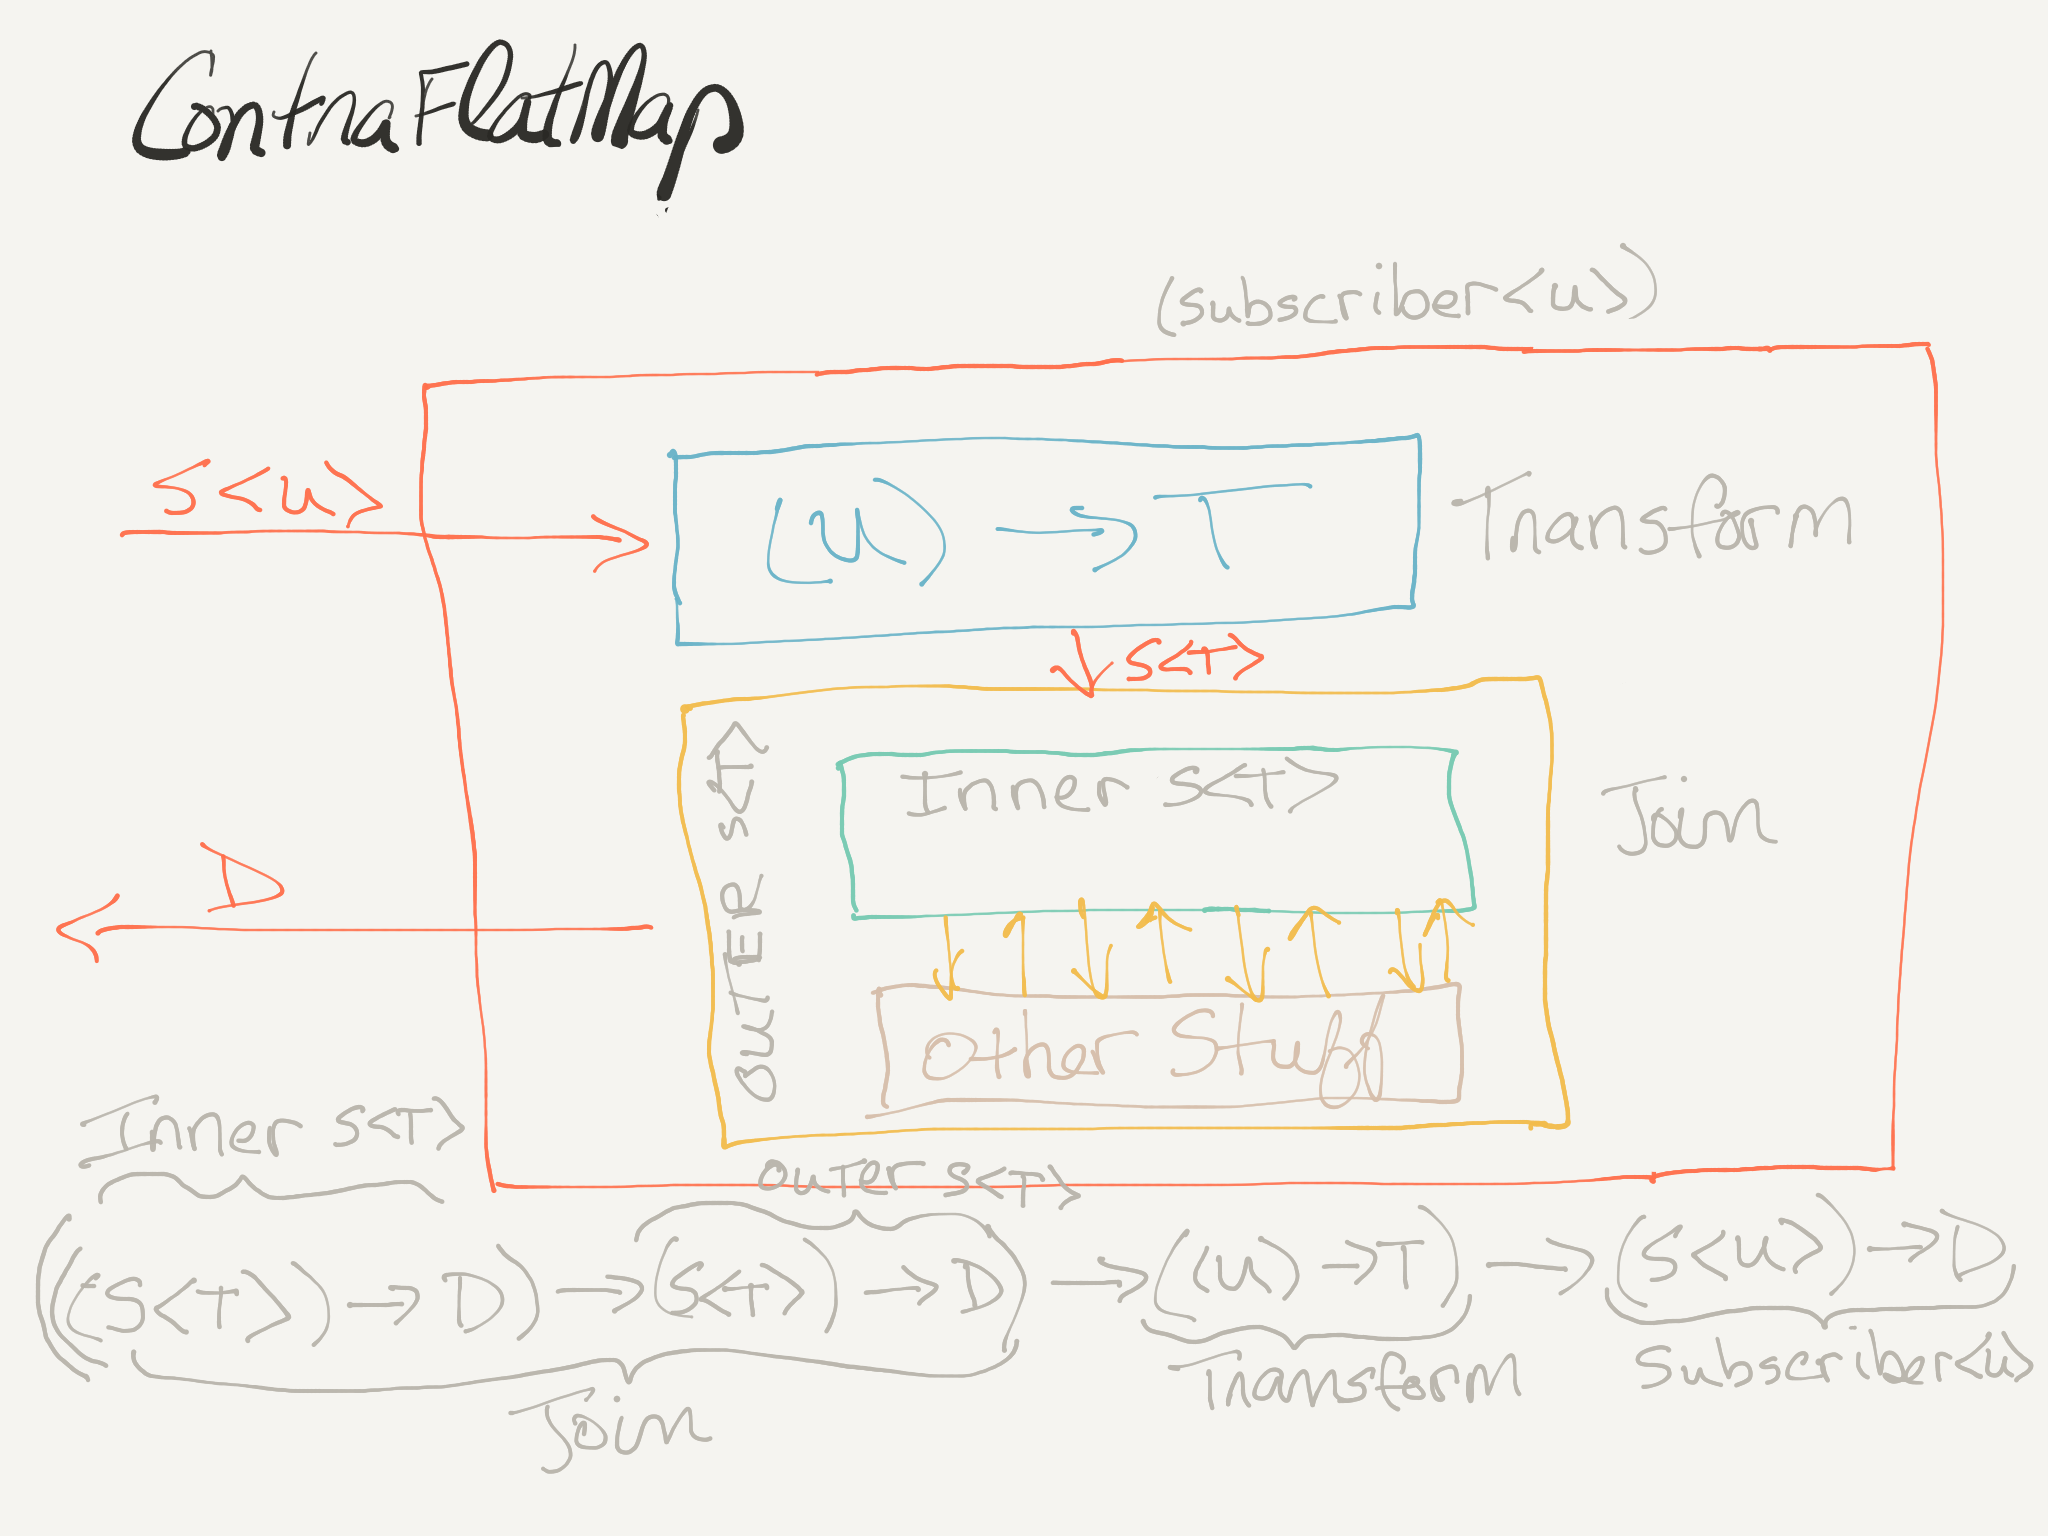 ContraFlatMap
(subscriber<u>)
S<u>
(u) → T
Transform
S<T>
OUTER S<T>
Inner S<T>
Join
D
Other Stuff
Inner S<T>
OUTER S<T>
(((S<T>) → D) → (S<T>) → D) → ((u) → T) → (S<u>) → D
Transform
Subscriber<u>
Join